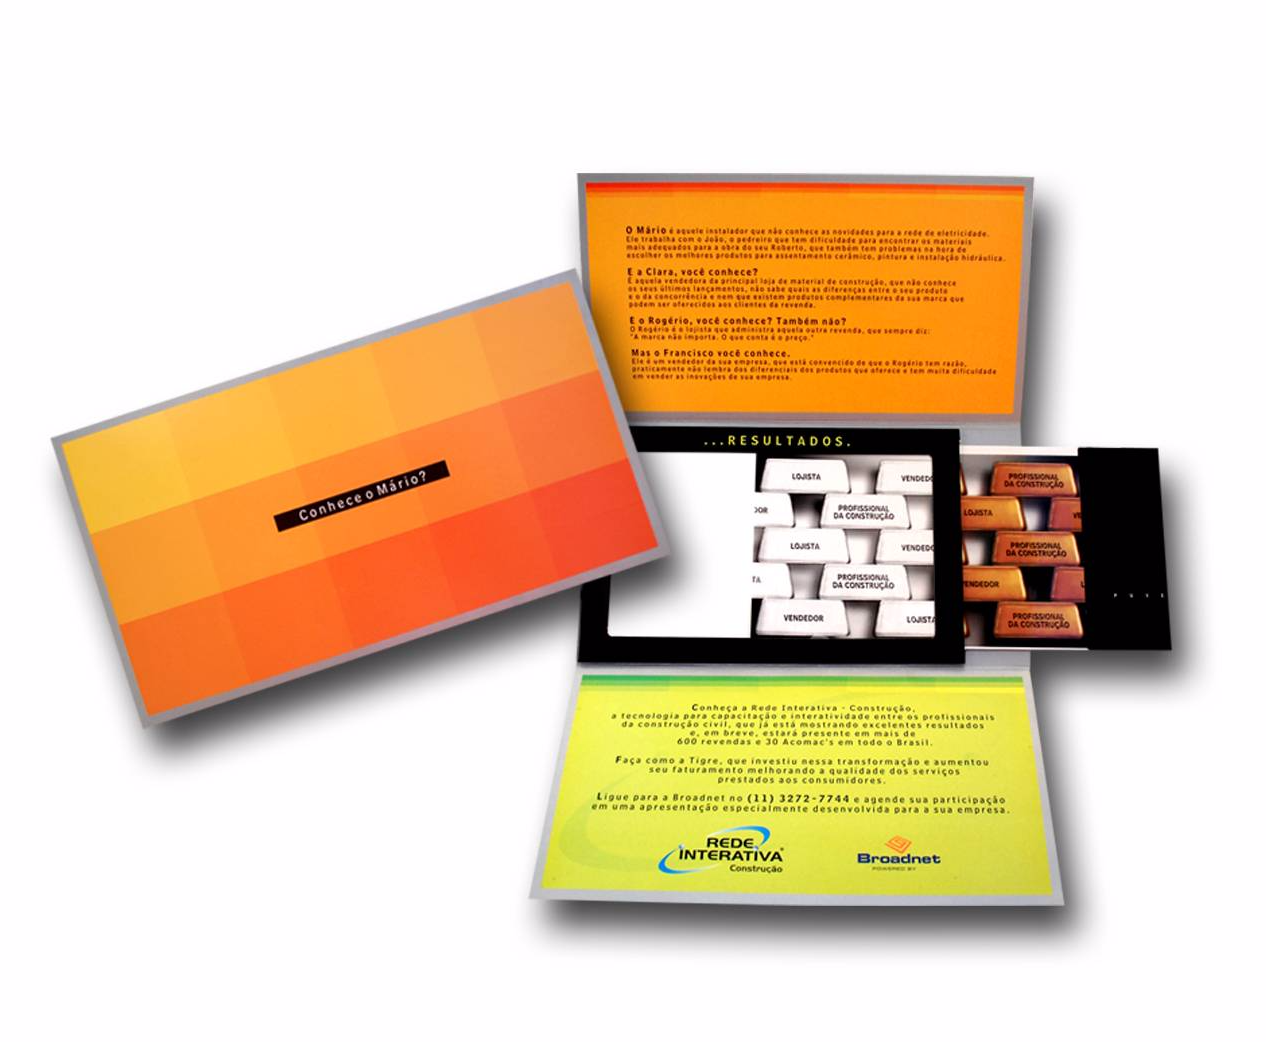 Conhece o Mário?
O Mário é aquele instalador que não conhece as novidades para a rede de eletricidade.
Ele trabalha com o João, o pedreiro que tem dificuldade para encontrar os materiais
mais adequados para a obra do seu Roberto, que também tem problemas na hora de
escolher os melhores produtos para assentamento cerâmico, pintura e instalação hidráulica.
E a Clara, você conhece?
É aquela vendedora da principal loja de material de construção, que não conhece
os seus últimos lançamentos, não sabe quais as diferenças entre o seu produto
e o da concorrência e nem que existem produtos complementares da sua marca que
podem ser oferecidos aos clientes da revenda.
E o Rogério, você conhece? Também não?
O Rogério é o lojista que administra aquela outra revenda, que sempre diz:
"A marca não importa. O que conta é o preço."
Mas o Francisco você conhece.
Ele é um vendedor da sua empresa, que está convencido de que o Rogério tem razão,
praticamente não lembra dos diferenciais dos produtos que oferece e tem muita dificuldade
em vender as inovações de sua empresa.
...RESULTADOS.
LOJISTA VENDEDO PROFISSIONAL
DA CONSTRUÇÃO
DOR PROFISSIONAL
DA CONSTRUÇÃO LOJISTA VE
LOJISTA VENDEDO PROFISSIONAL
DA CONSTRUÇÃO
TA PROFISSIONAL
DA CONSTRUÇÃO VENDEDOR L
VENDEDOR LOJISTA PROFISSIONAL
DA CONSTRUÇÃO
Conheça a Rede Interativa - Construção,
a tecnologia para capacitação e interatividade entre os profissionais
da construção civil, que já está mostrando excelentes resultados
e, em breve, estará presente em mais de
600 revendas e 30 Acomac's em todo o Brasil.
Faça como a Tigre, que investiu nessa transformação e aumentou
seu faturamento melhorando a qualidade dos serviços
prestados aos consumidores.
Ligue para a Broadnet no (11) 3272-7744 e agende sua participação
em uma apresentação especialmente desenvolvida para a sua empresa.
REDE
INTERATIVA
Construção
Broadnet
POWERED BY